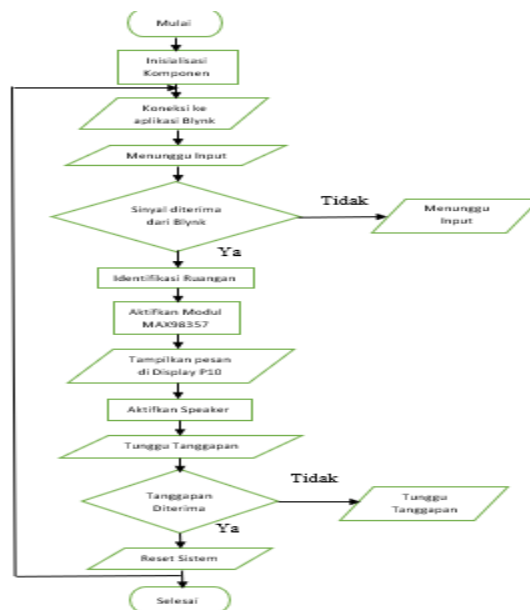 Mulai
Inisialisasi
Komponen
Koneksi ke
aplikasi Blynk
Menunggu Input
Sinyal diterima
dari Blynk
Tidak
Menunggu
Input
Ya
Identifikasi Ruangan
Aktifkan Modul
MAX98357
Tampilkan pesan
di Display P10
Aktifkan Speaker
Tunggu Tanggapan
Tanggapan
Diterima
Tidak
Tunggu
Tanggapan
Ya
Reset Sistem
Selesai